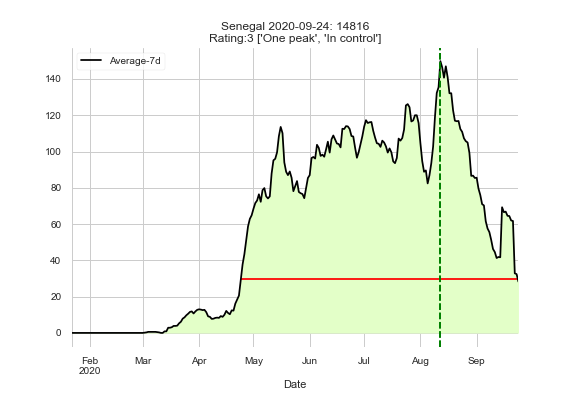 Senegal 2020-09-24: 14816
Rating:3 ['One peak', 'In control']
Average-7d
140
120
100
80
60
40
20
0
Feb
2020
Mar
Apr
May
Jun
Jul
Aug
Sep
Date